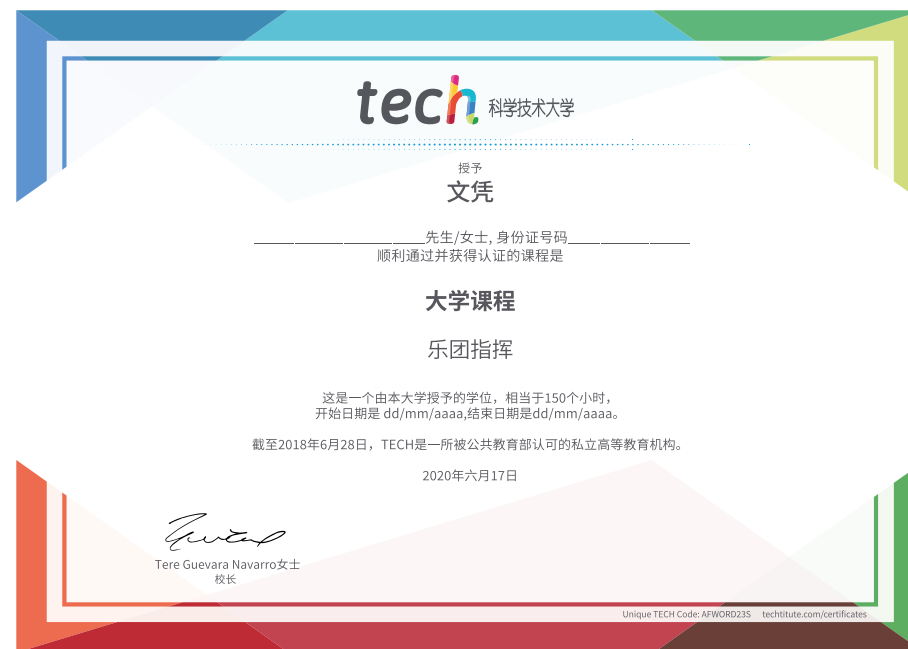 tech 科学技术大学
授予
文凭
先生/女士, 身份证号码
顺利通过并获得认证的课程是
大学课程
乐团指挥
这是一个由本大学授予的学位，相当于150个小时，
开始日期是 dd/mm/aaaa,结束日期是dd/mm/aaaa。
截至2018年6月28日，TECH是一所被公共教育部认可的私立高等教育机构。
2020年六月17日
Tere Guevara Navarro女士
校长
Unique TECH Code: AFWORD23S techtitute.com/certificates